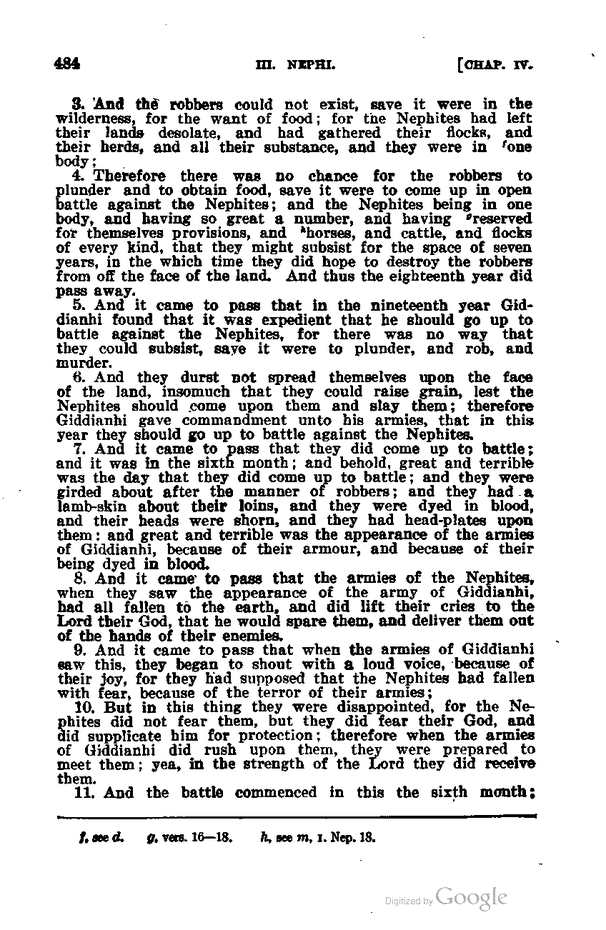 484 III. NEPHI. [CHAP. IV.
3. And the robbers could not exist, save it were in the
wilderness, for the want of food; for the Nephites had left
their lands desolate, and had gathered their flocks, and
their herds, and all their substance, and they were in fone
body;
4. Therefore there was no chance for the robbers to
plunder and to obtain food, save it were to come up in open
battle against the Nephites; and the Nephites being in one
body, and having so great a number, and having greserved
for themselves provisions, and hhorses, and cattle, and flocks
of every kind, that they might subsist for the space of seven
years, in the which time they did hope to destroy the robbers
from off the face of the land. And thus the eighteenth year did
pass away.
5. And it came to pass that in the nineteenth year Gid-
dianhi found that it was expedient that he should go up to
battle against the Nephites, for there was no way that
they could subsist, save it were to plunder, and rob, and
murder.
6. And they durst not spread themselves upon the face
of the land, insomuch that they could raise grain, lest the
Nephites should come upon them and slay them; therefore
Giddianhi gave commandment unto his armies, that in this
year they should go up to battle against the Nephites.
7. And it came to pass that they did come up to battle;
and it was in the sixth month; and behold, great and terrible
was the day that they did come up to battle; and they were
girded about after the manner of robbers; and they had a
lamb-skin about their loins, and they were dyed in blood,
and their heads were shorn, and they had head-plates upon
them: and great and terrible was the appearance of the armies
of Giddianhi, because of their armour, and because of their
being dyed in blood.
8. And it came to pass that the armies of the Nephites,
when they saw the appearance of the army of Giddianhi,
had all fallen to the earth, and did lift their cries to the
Lord their God, that he would spare them, and deliver them out
of the hands of their enemies.
9. And it came to pass that when the armies of Giddianhi
saw this, they began to shout with a loud voice, because of
their joy, for they had supposed that the Nephites had fallen
with fear, because of the terror of their armies;
10. But in this thing they were disappointed, for the Ne-
phites did not fear them, but they did fear their God, and
did supplicate him for protection; therefore when the armies
of Giddianhi did rush upon them, they were prepared to
meet them; yea, in the strength of the Lord they did receive
them.
11. And the battle commenced in this the sixth month;
f, see d. g, vers. 16—18. h, see m, I. Nep. 18.
Digitized by Google